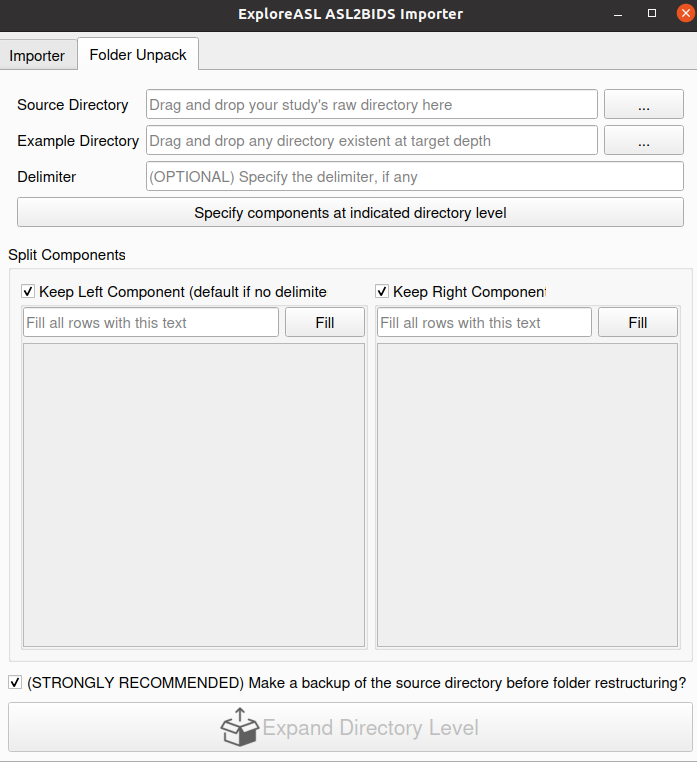 ExploreASL ASL2BIDS Importer
Importer Folder Unpack
Source Directory Drag and drop your study's raw directory here ...
Example Directory Drag and drop any directory existent at target depth ...
Delimiter (OPTIONAL) Specify the delimiter, if any
Specify components at indicated directory level
Split Components
Keep Left Component (default if no delimite Keep Right Component
Fill all rows with this text Fill Fill all rows with this text Fill
(STRONGLY RECOMMENDED) Make a backup of the source directory before folder restructuring?
Expand Directory Level